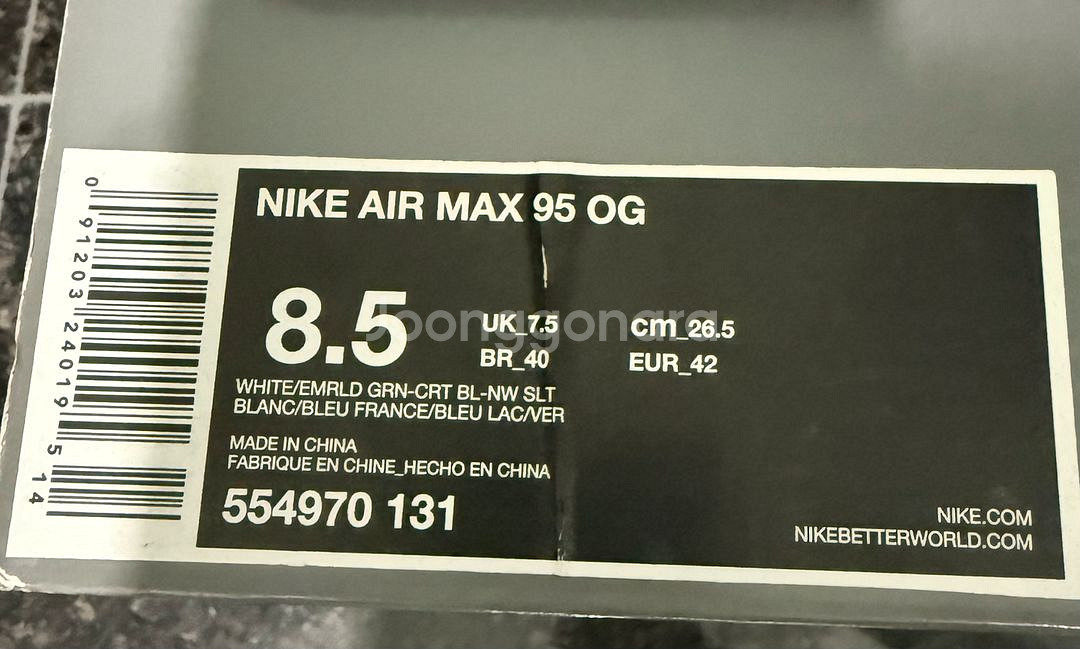 NIKE AIR MAX 95 OG
8.5
UK_7.5
cm_26.5
BR_40
EUR_42
WHITE/EMRLD GRN-CRT BL-NW SLT
BLANC/BLEU FRANCE/BLEU LAC/VER
MADE IN CHINA
FABRIQUE EN CHINE_HECHO EN CHINA
554970 131
NIKE.COM
NIKEBETTERWORLD.COM
0 91203 24019 5 14
Joonggonara